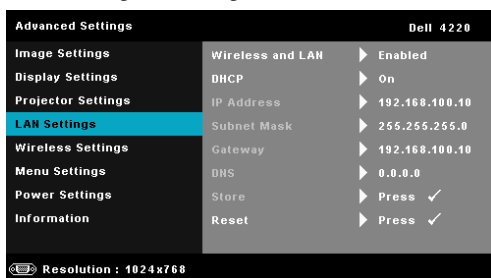 Advanced Settings Dell 4220
Image Settings Wireless and LAN Enabled
Display Settings DHCP On
Projector Settings IP Address 192.168.100.10
LAN Settings Subnet Mask 255.255.255.0
Wireless Settings Gateway 192.168.100.10
Menu Settings DNS 0.0.0.0
Power Settings Store Press ✓
Information Reset Press ✓
Resolution : 1024x768